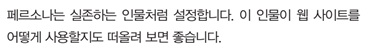 페르소나는 실존하는 인물처럼 설정합니다. 이 인물이 웹 사이트를
어떻게 사용할지도 떠올려 보면 좋습니다.